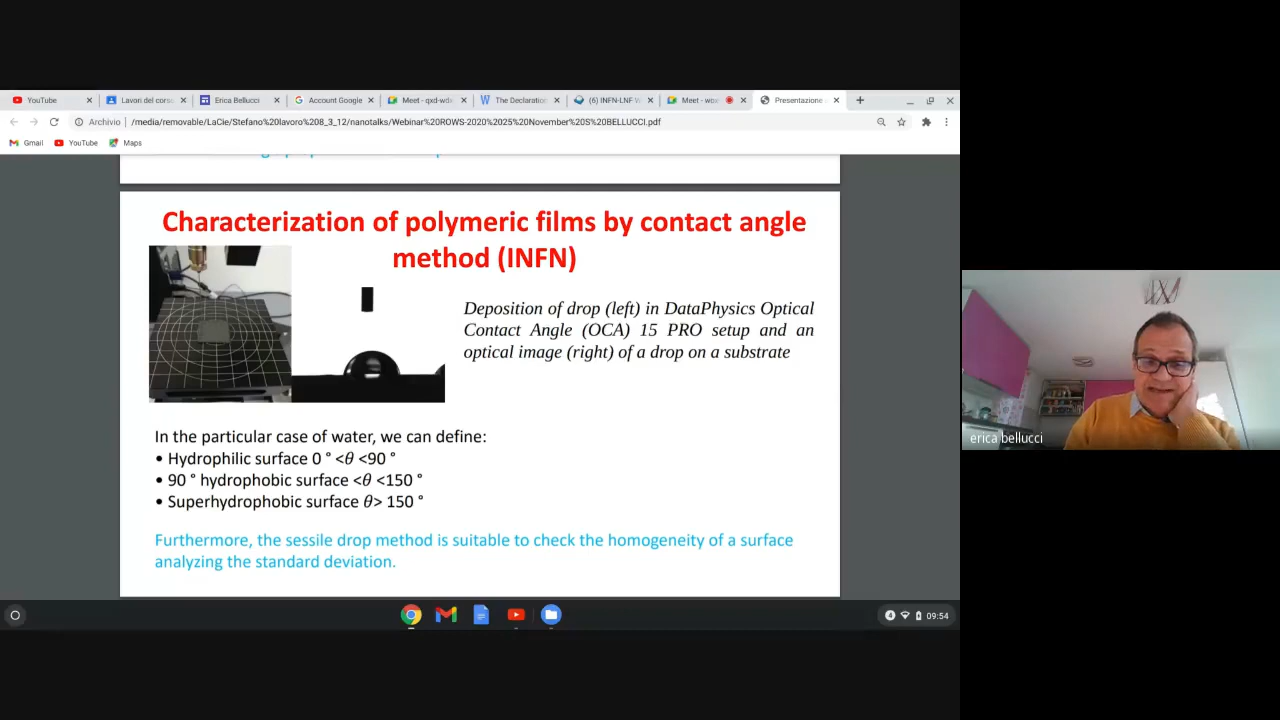 YouTube
Lavori del corso
Erica Bellucci
Account Google
Meet - qxd-wda
The Declaration
(6) INFN-LNF W
Meet - woz
Presentazione
Archivio
/media/removable/LaCie/Stefano%20lavoro%208_3_12/nanotalks/Webinar%20ROWS-2020%2025%20November%20S%20BELLUCCI.pdf
Gmail
YouTube
Maps
Characterization of polymeric films by contact angle
method (INFN)
Deposition of drop (left) in DataPhysics Optical
Contact Angle (OCA) 15 PRO setup and an
optical image (right) of a drop on a substrate
In the particular case of water, we can define:
• Hydrophilic surface 0 ° <θ <90 °
• 90 ° hydrophobic surface <θ <150 °
• Superhydrophobic surface θ> 150 °
Furthermore, the sessile drop method is suitable to check the homogeneity of a surface
analyzing the standard deviation.
erica bellucci
4
09:54